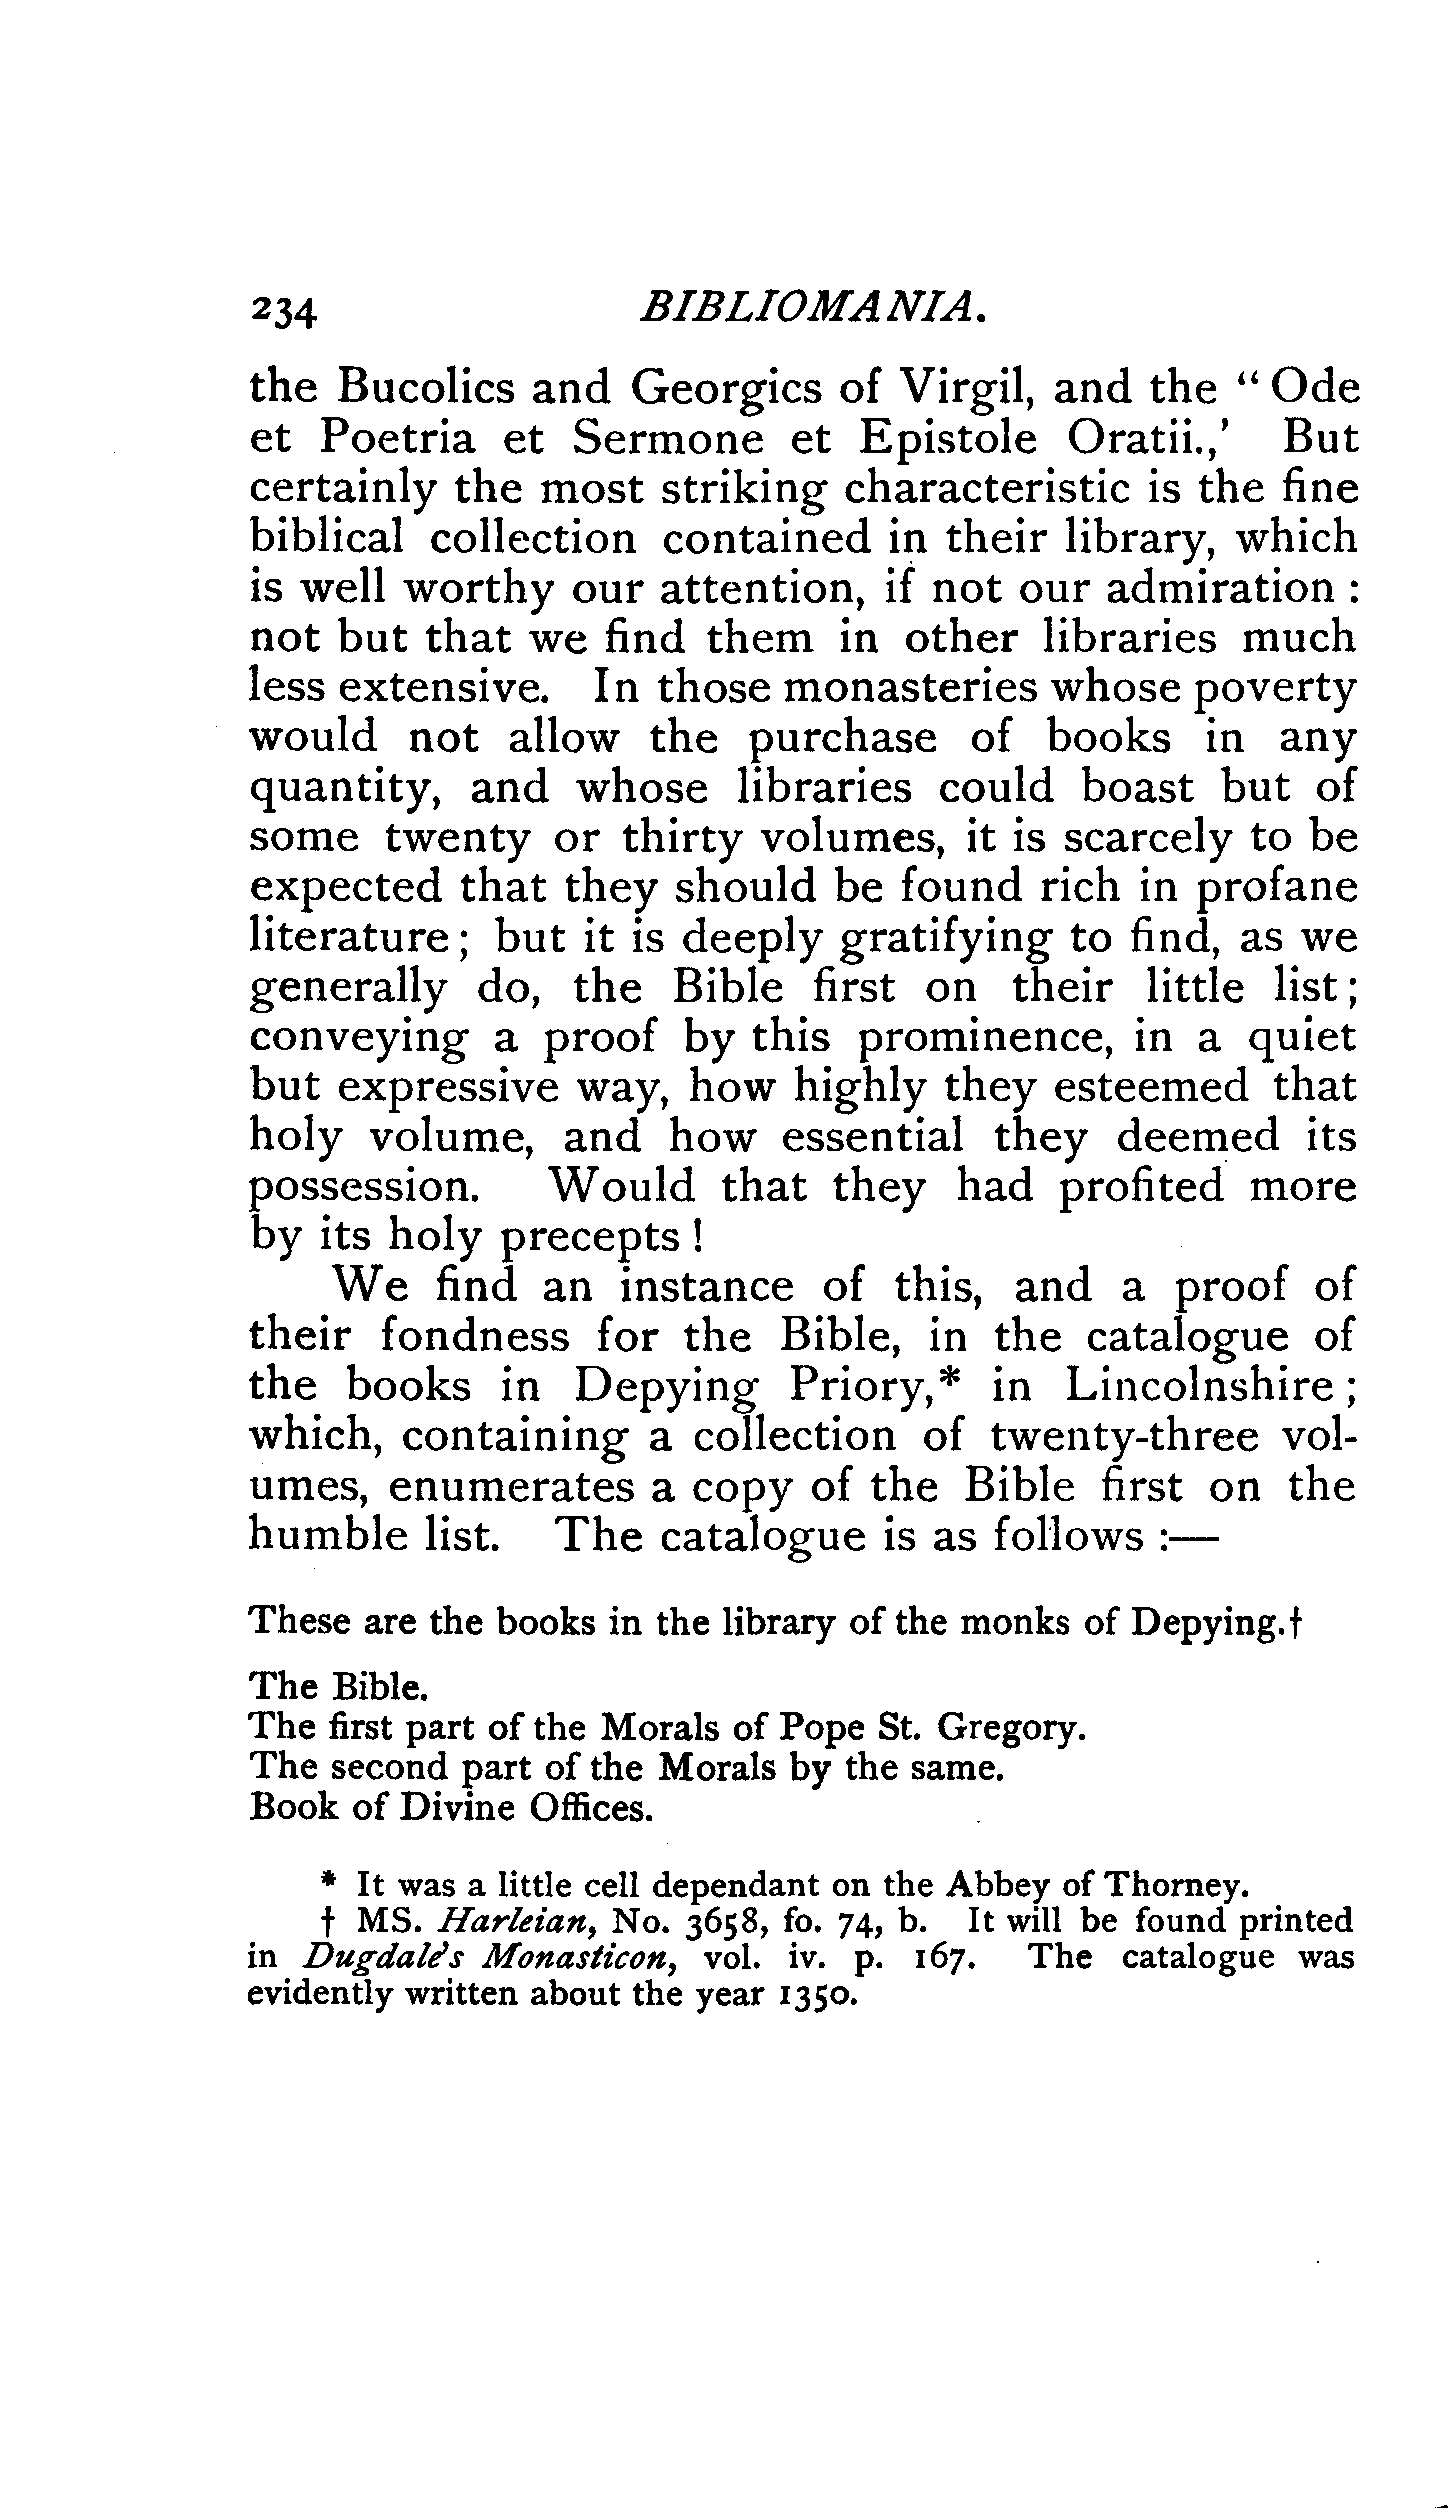 234 BIBLIOMANIA.
the Bucolics and Georgics of Virgil, and the “ Ode
et Poetria et Sermone et Epistole Oratii.,’ But
certainly the most striking characteristic is the fine
biblical collection contained in their library, which
is well worthy our attention, if not our admiration :
not but that we find them in other libraries much
less extensive. In those monasteries whose poverty
would not allow the purchase of books in any
quantity, and whose libraries could boast but of
some twenty or thirty volumes, it is scarcely to be
expected that they should be found rich in profane
literature ; but it is deeply gratifying to find, as we
generally do, the Bible first on their little list ;
conveying a proof by this prominence, in a quiet
but expressive way, how highly they esteemed that
holy volume, and how essential they deemed its
possession. Would that they had profited more
by its holy precepts !
We find an instance of this, and a proof of
their fondness for the Bible, in the catalogue of
the books in Depying Priory,* in Lincolnshire ;
which, containing a collection of twenty-three vol-
umes, enumerates a copy of the Bible first on the
humble list. The catalogue is as follows :—
These are the books in the library of the monks of Depying.†
The Bible.
The first part of the Morals of Pope St. Gregory.
The second part of the Morals by the same.
Book of Divine Offices.
* It was a little cell dependant on the Abbey of Thorney.
† MS. Harleian, No. 3658, fo. 74, b. It will be found printed
in Dugdale's Monasticon, vol. iv. p. 167. The catalogue was
evidently written about the year 1350.